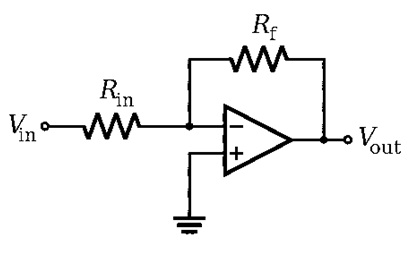 R_f
R_in
V_in
−
+
V_out